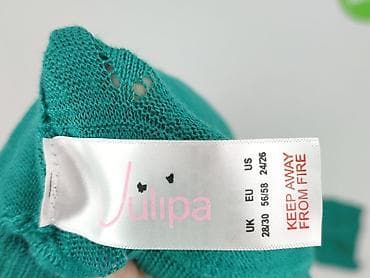 Julipa
UK EU US
28/30 56/58 24/26
KEEP AWAY
FROM FIRE